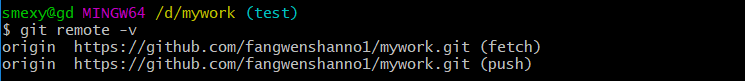 smexy@gd MINGW64 /d/mywork (test)
$ git remote -v
origin  https://github.com/fangwenshanno1/mywork.git (fetch)
origin  https://github.com/fangwenshanno1/mywork.git (push)